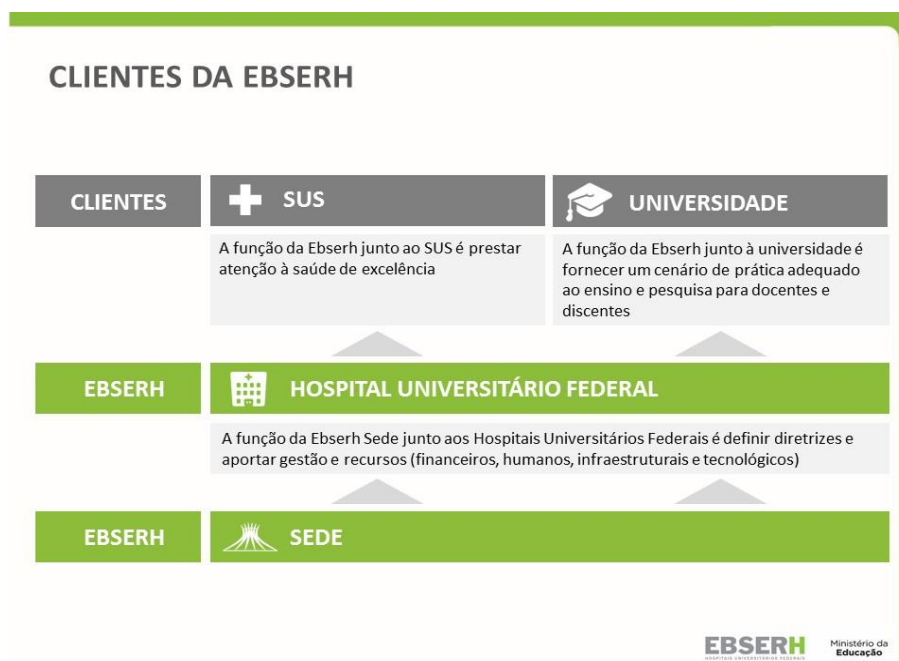 CLIENTES DA EBSERH
CLIENTES
SUS
UNIVERSIDADE
A função da Ebserh junto ao SUS é prestar
atenção à saúde de excelência
A função da Ebserh junto à universidade é
fornecer um cenário de prática adequado
ao ensino e pesquisa para docentes e
discentes
EBSERH
HOSPITAL UNIVERSITÁRIO FEDERAL
A função da Ebserh Sede junto aos Hospitais Universitários Federais é definir diretrizes e
aportar gestão e recursos (financeiros, humanos, infraestruturais e tecnológicos)
EBSERH
SEDE
EBSERH
HOSPITAIS UNIVERSITÁRIOS FEDERAIS
Ministério da
Educação